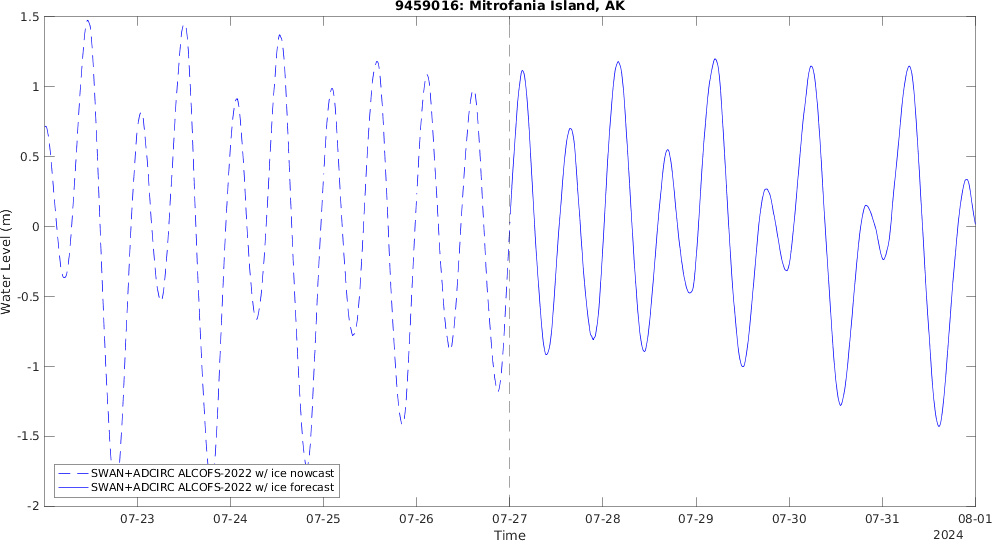 9459016: Mitrofania Island, AK
1.5
1
0.5
0
-0.5
-1
-1.5
-2
Water Level (m)
SWAN+ADCIRC ALCOFS-2022 w/ ice nowcast
SWAN+ADCIRC ALCOFS-2022 w/ ice forecast
07-23 07-24 07-25 07-26 07-27 07-28 07-29 07-30 07-31 08-01
Time
2024